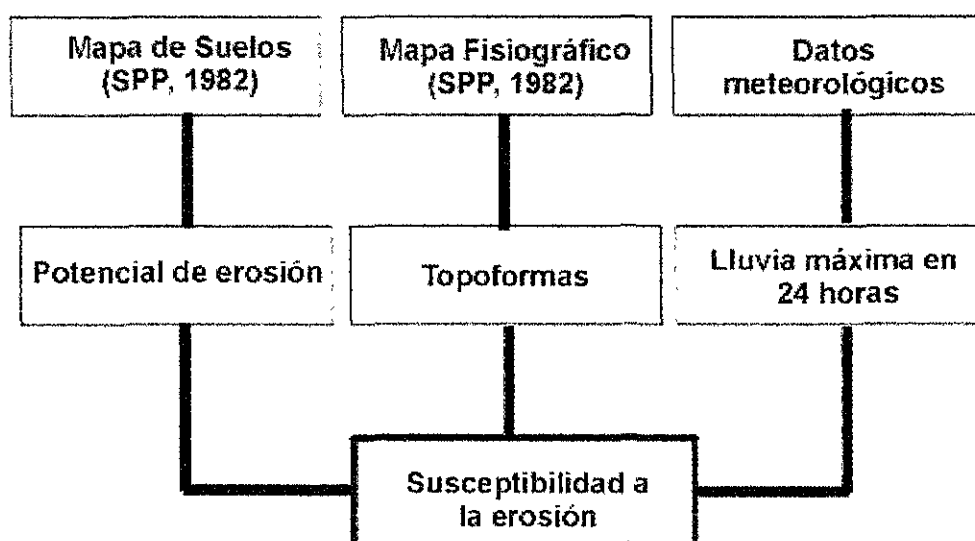 Mapa de Suelos
(SPP, 1982)
Mapa Fisiográfico
(SPP, 1982)
Datos
meteorológicos
Potencial de erosión
Topoformas
Lluvia máxima en
24 horas
Susceptibilidad a
la erosión